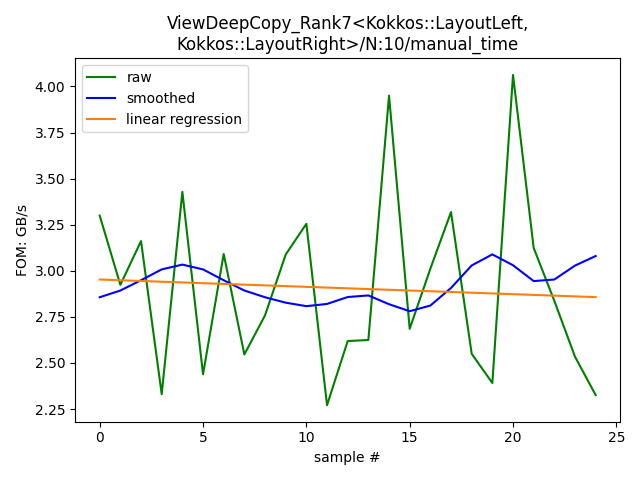 ViewDeepCopy_Rank7<Kokkos::LayoutLeft,
Kokkos::LayoutRight>/N:10/manual_time
raw
smoothed
linear regression
FOM: GB/s
4.00
3.75
3.50
3.25
3.00
2.75
2.50
2.25
0 5 10 15 20 25
sample #